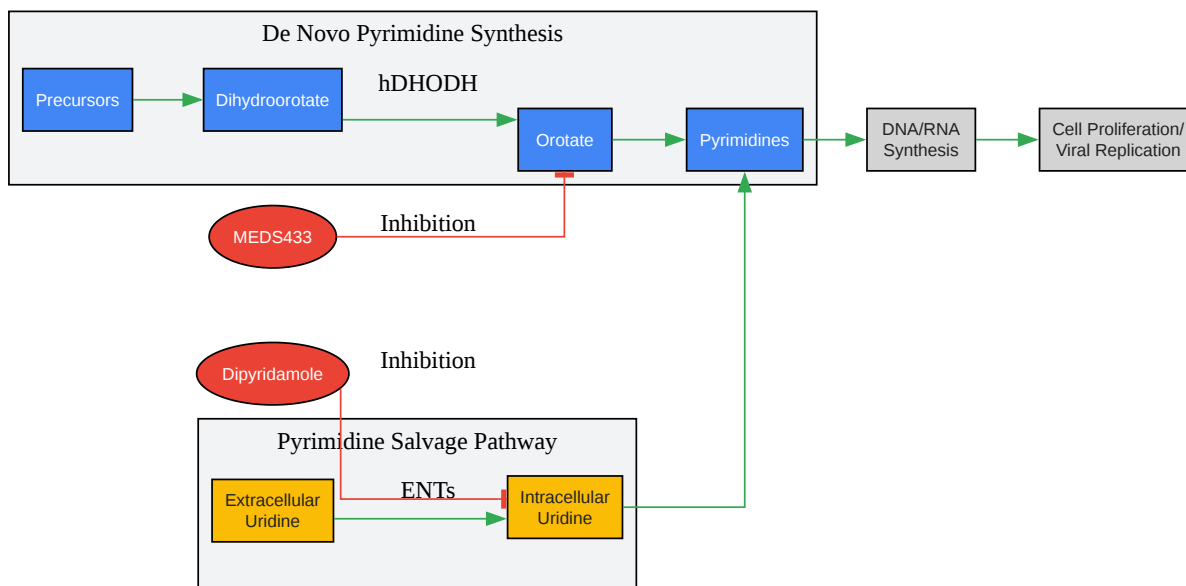 De Novo Pyrimidine Synthesis
hDHODH
Precursors
Dihydroorotate
Orotate
Pyrimidines
DNA/RNA
Synthesis
Cell Proliferation/
Viral Replication
MEDS433
Inhibition
Dipyridamole
Inhibition
Pyrimidine Salvage Pathway
Extracellular
Uridine
ENTs
Intracellular
Uridine